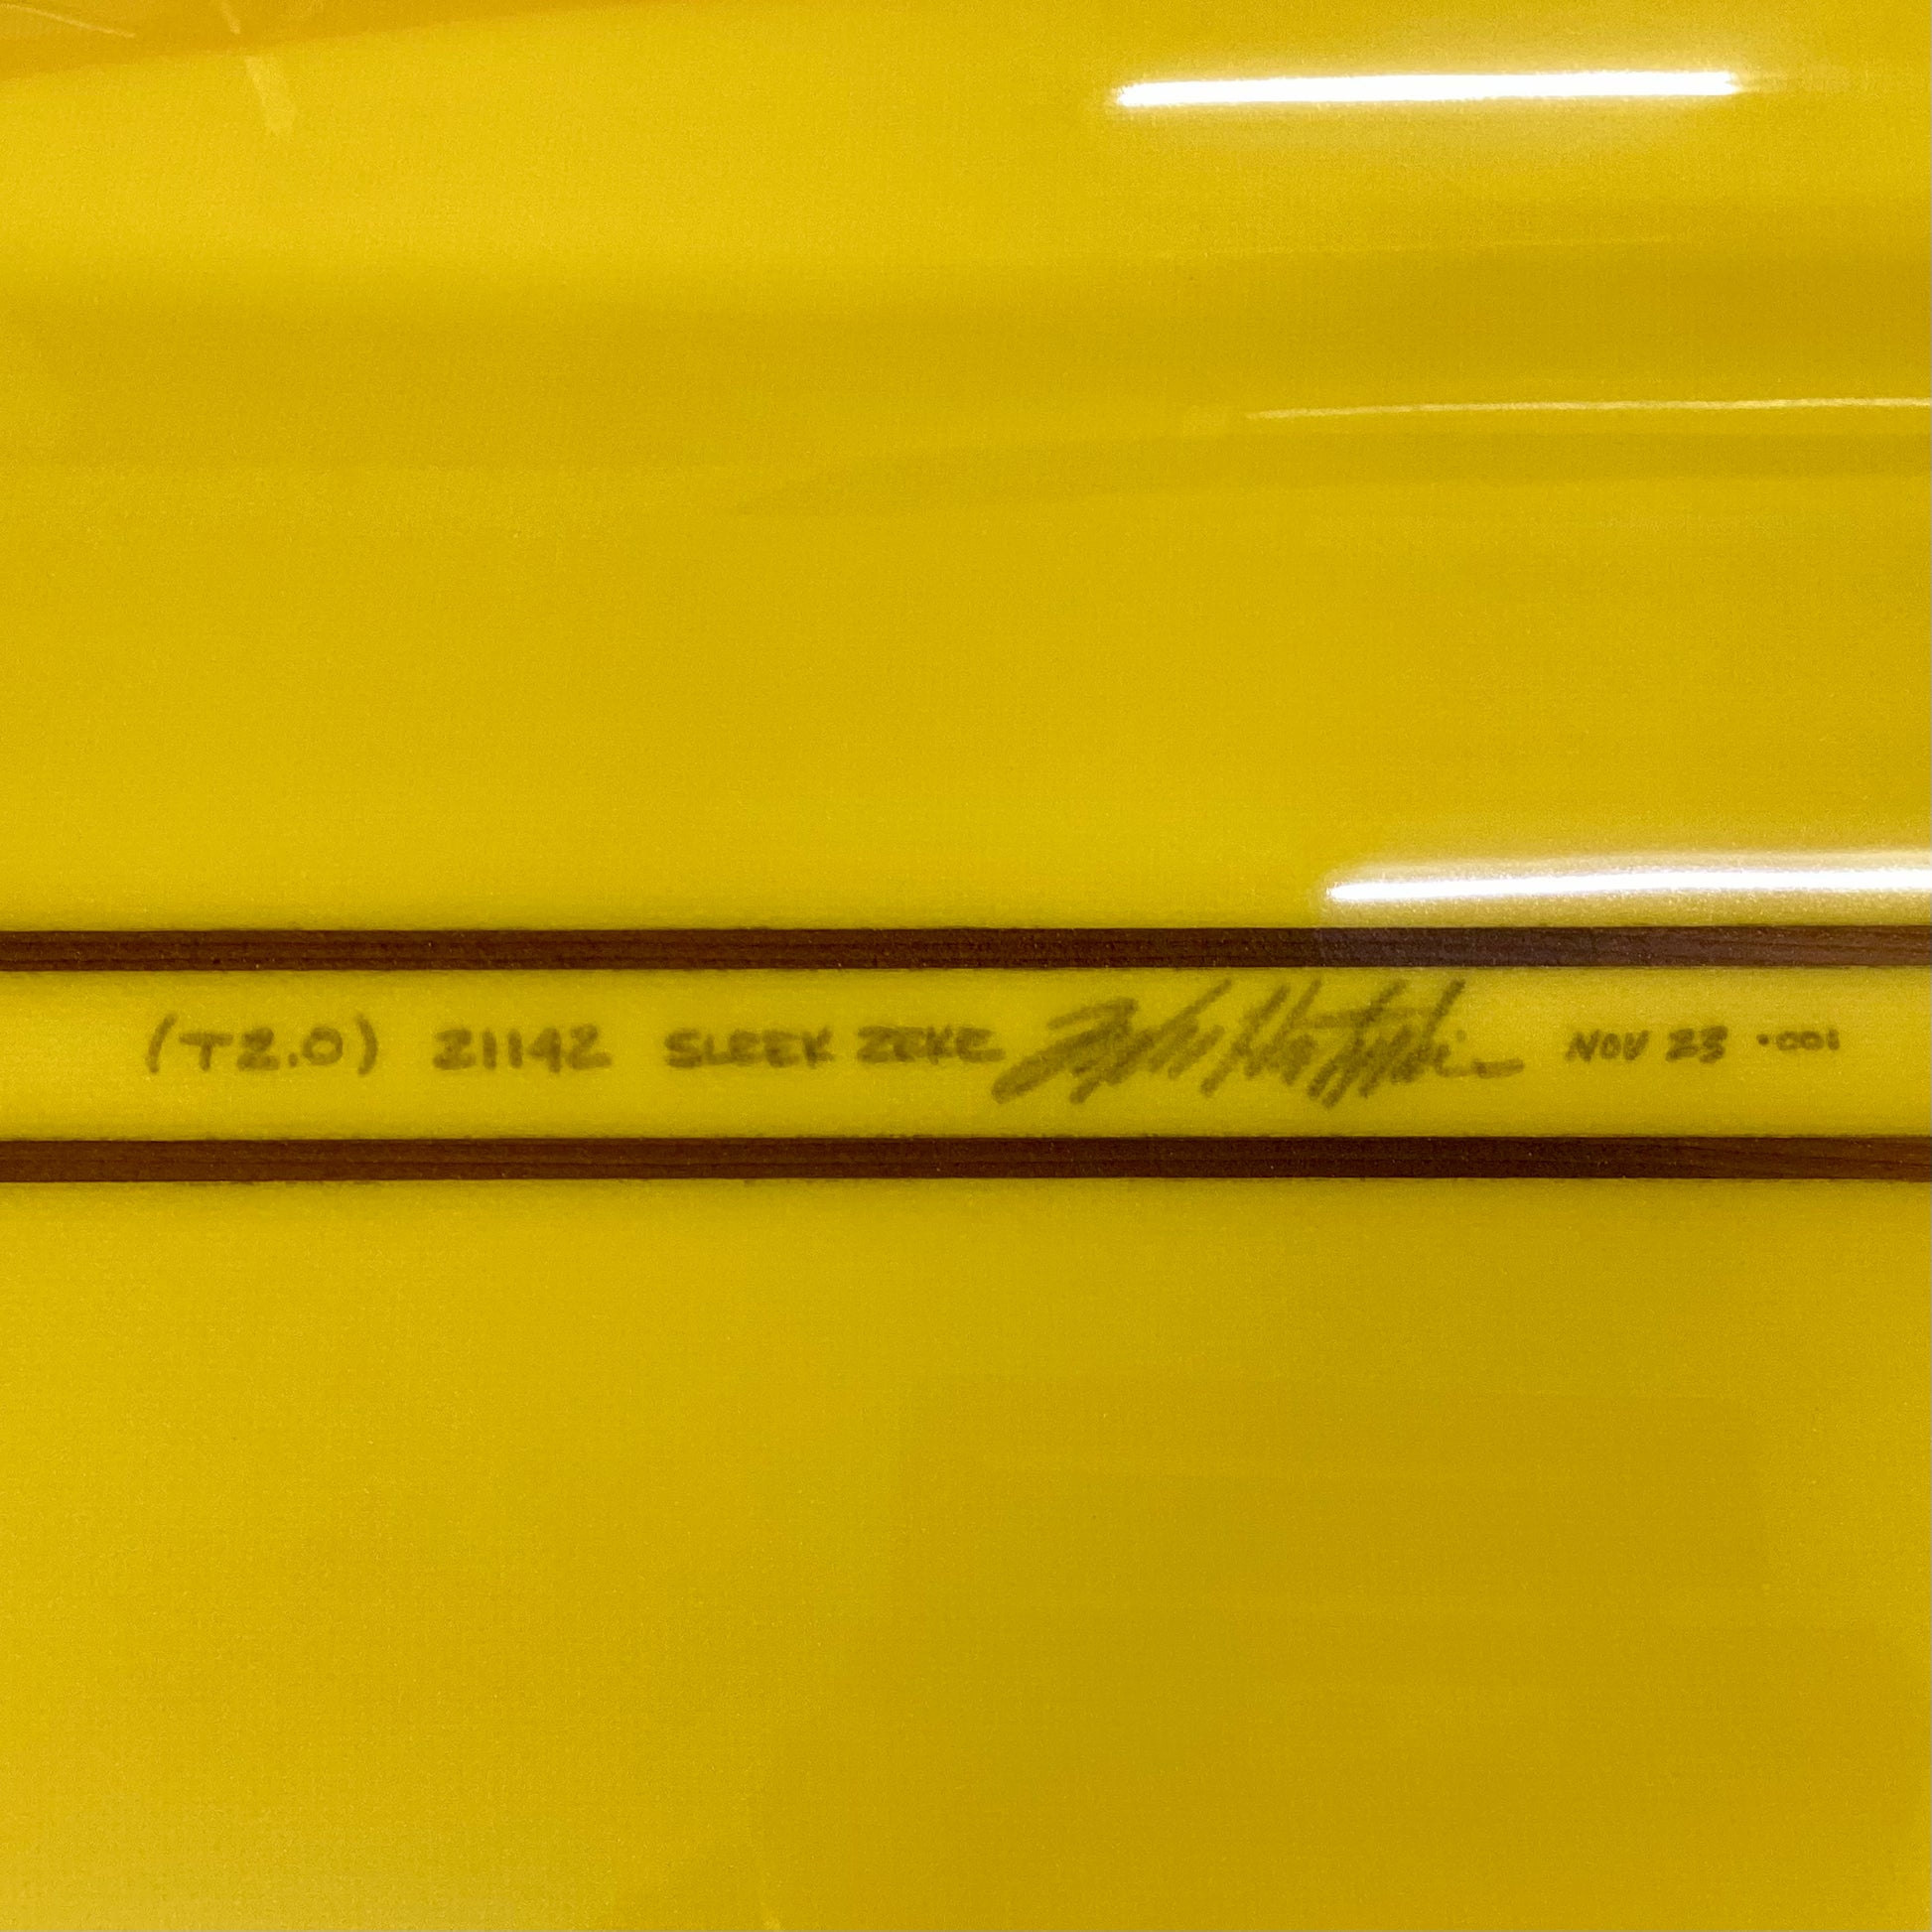 (T2.0) 21142 SLEEK ZEKE NOV 23 •001